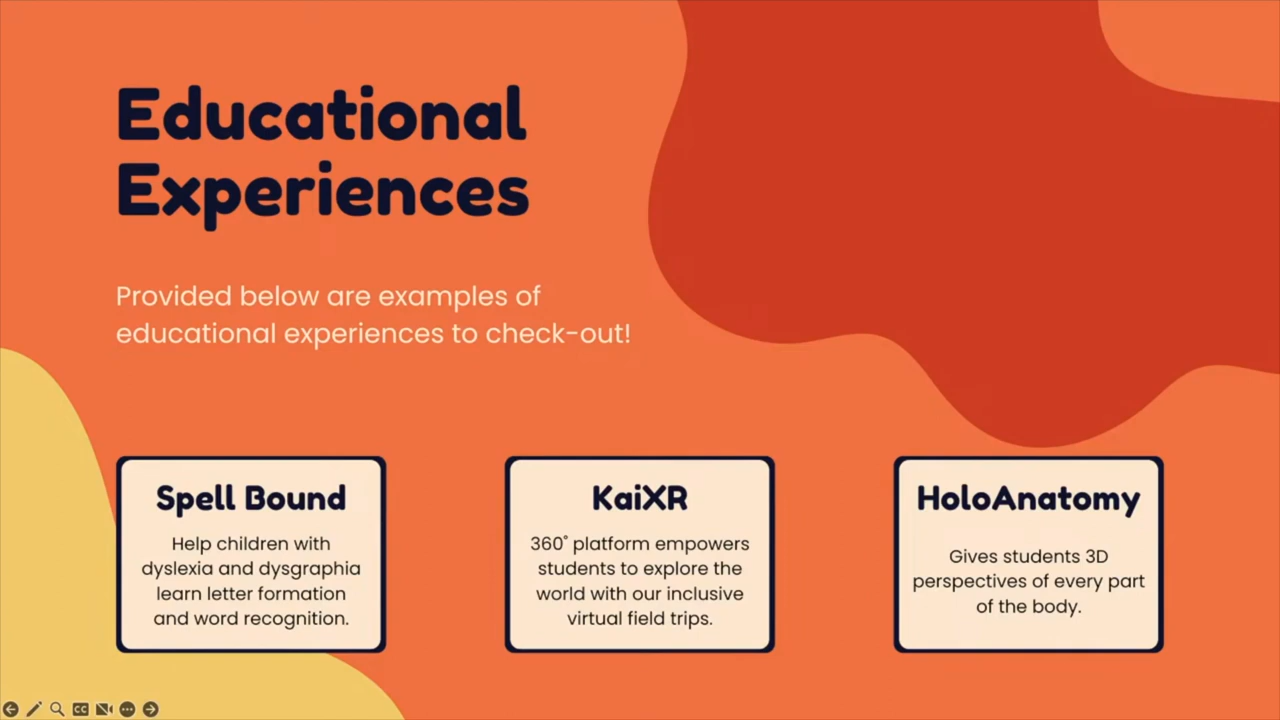 Educational
Experiences
Provided below are examples of
educational experiences to check-out!
Spell Bound
Help children with
dyslexia and dysgraphia
learn letter formation
and word recognition.
KaiXR
360° platform empowers
students to explore the
world with our inclusive
virtual field trips.
HoloAnatomy
Gives students 3D
perspectives of every part
of the body.
CC